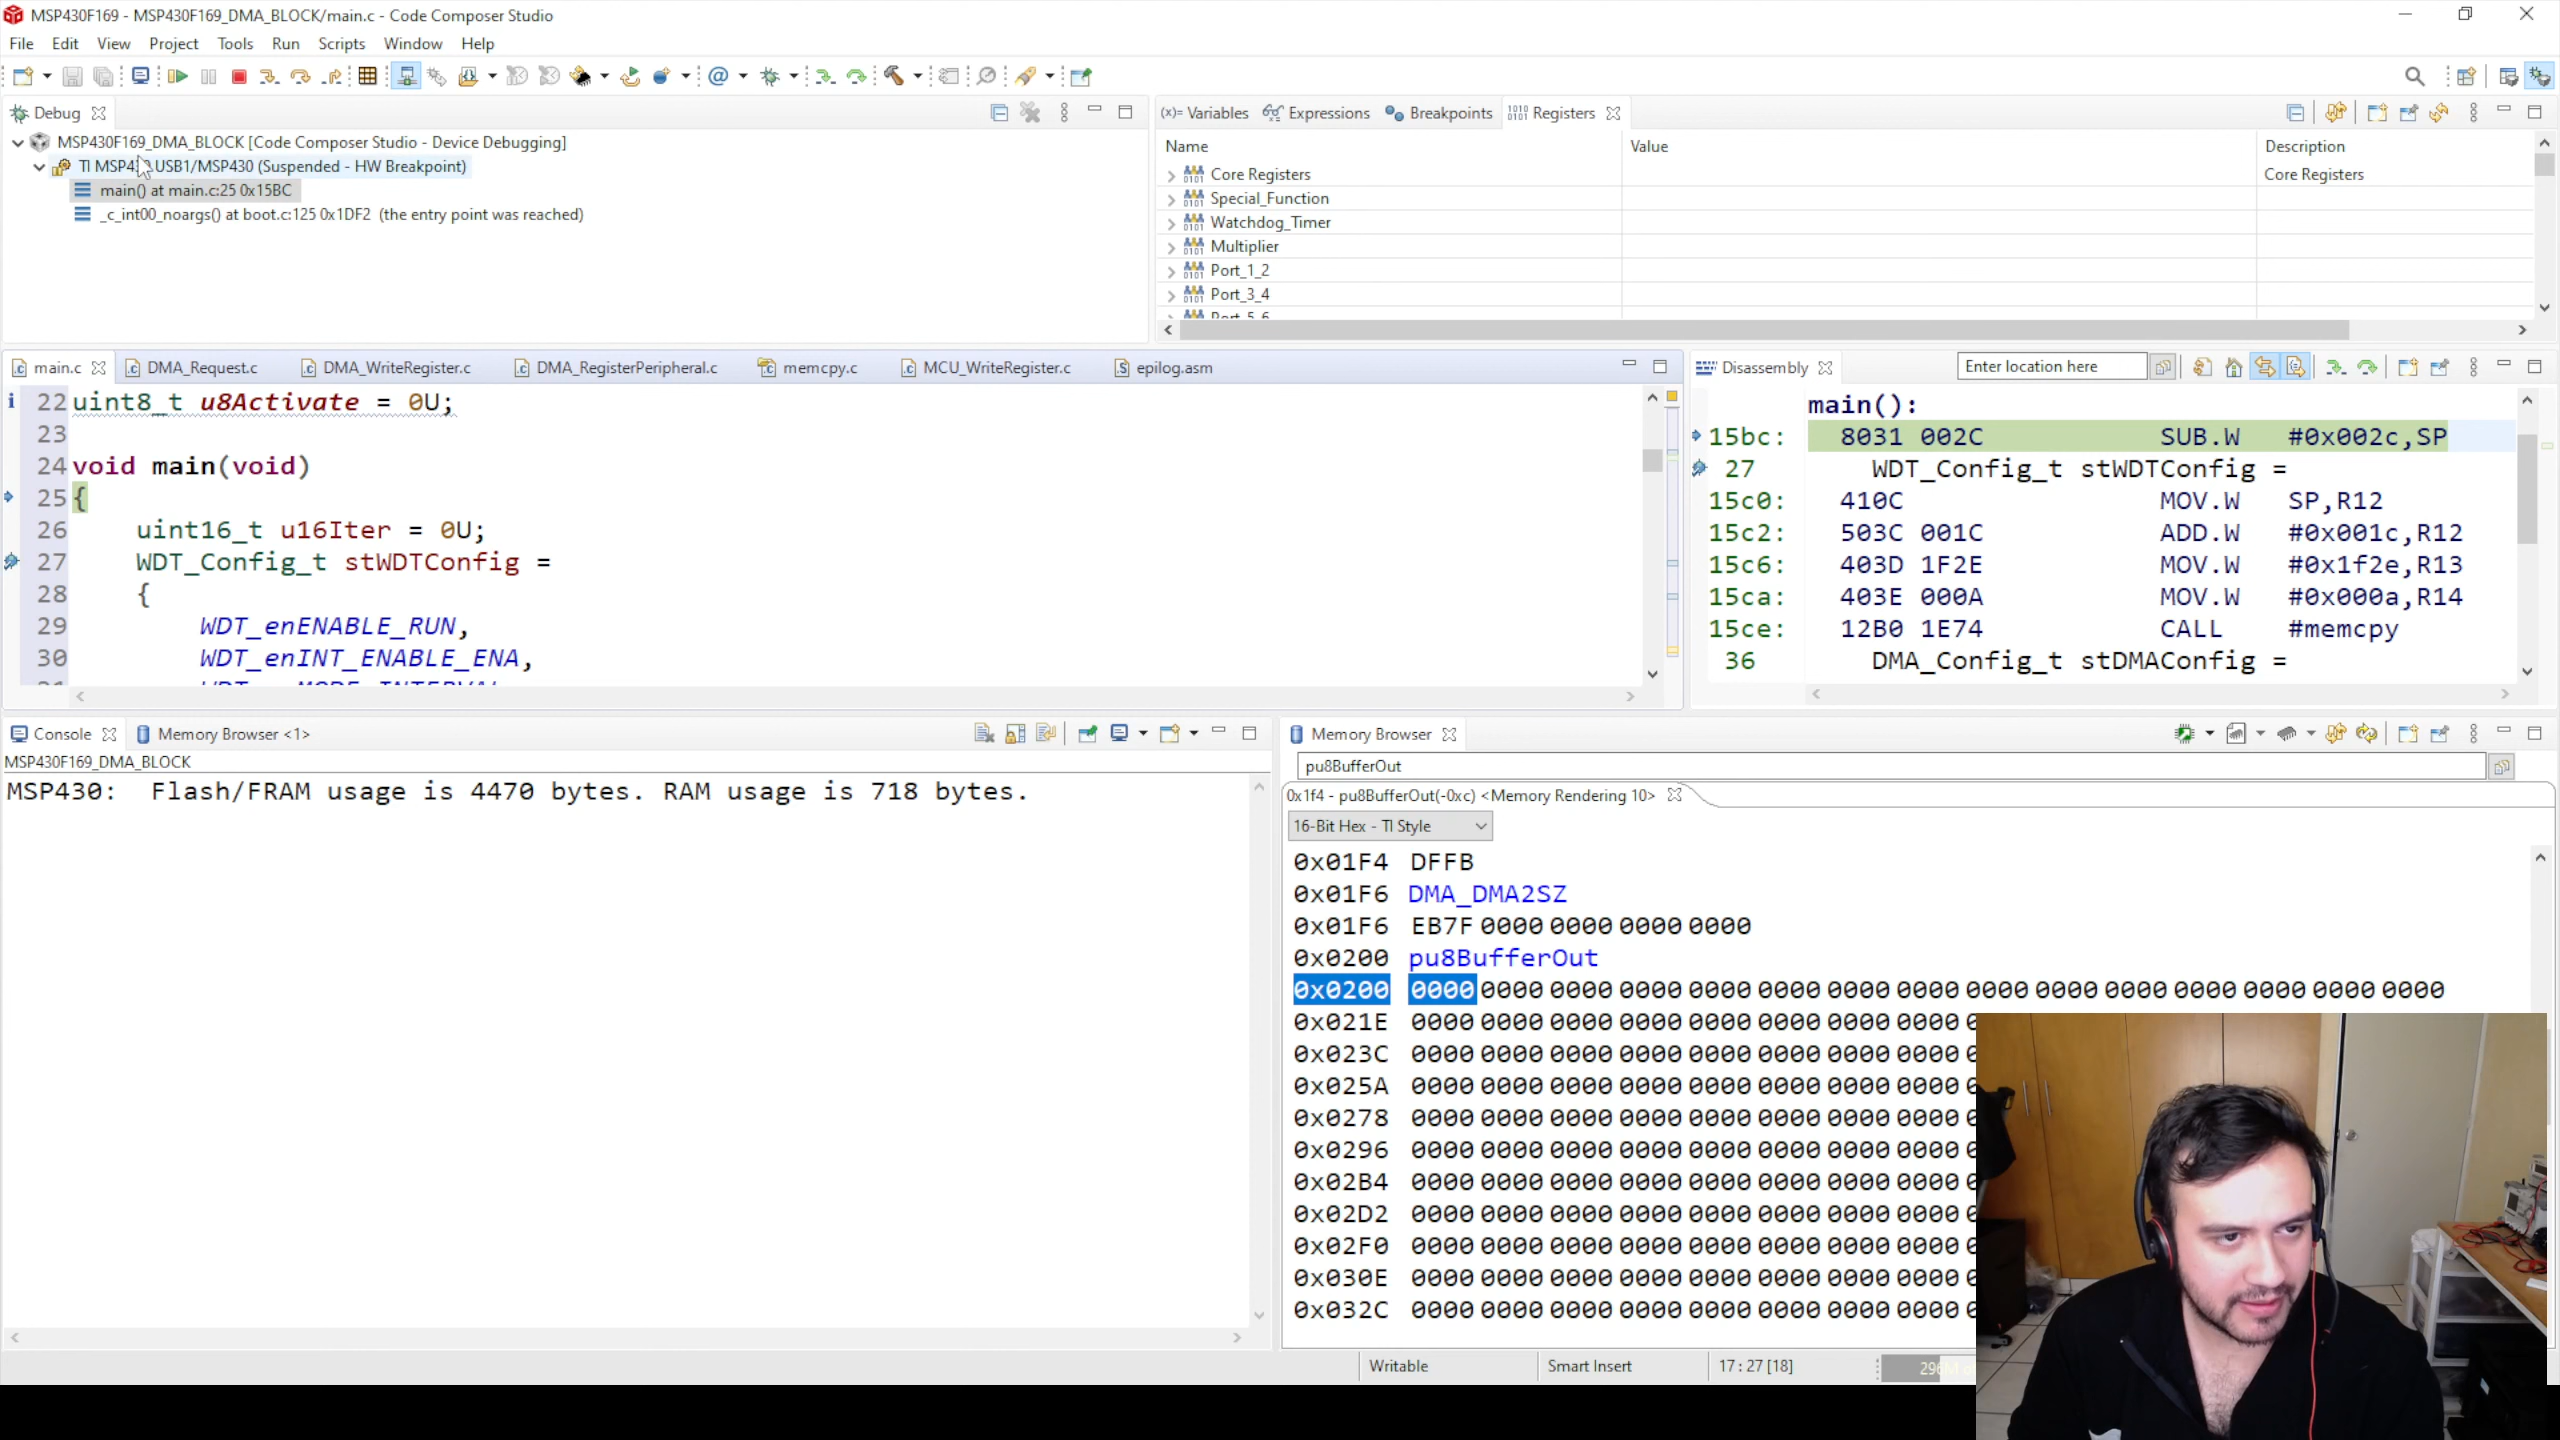 MSP430F169 - MSP430F169_DMA_BLOCK/main.c - Code Composer Studio
File Edit View Project Tools Run Scripts Window Help
Debug
MSP430F169_DMA_BLOCK [Code Composer Studio - Device Debugging]
USB1/MSP430 (Suspended - HW Breakpoint)
main() at main.c:25 0x15BC
_c_int00_noargs() at boot.c:125 0x1DF2 (the entry point was reached)
(x)= Variables Expressions Breakpoints Registers
Name Value Description
Core Registers Core Registers
Special_Function
Watchdog_Timer
Multiplier
Port_1_2
Port_3_4
Port_5_6
main.c DMA_Request.c DMA_WriteRegister.c DMA_RegisterPeripheral.c memcpy.c MCU_WriteRegister.c epilog.asm
22 uint8_t u8Activate = 0U;
23
24 void main(void)
25 {
26 uint16_t u16Iter = 0U;
27 WDT_Config_t stWDTConfig =
28 {
29 WDT_enENABLE_RUN,
30 WDT_enINT_ENABLE_ENA,
Disassembly Enter location here
main():
15bc: 8031 002C SUB.W #0x002c,SP
27 WDT_Config_t stWDTConfig =
15c0: 410C MOV.W SP,R12
15c2: 503C 001C ADD.W #0x001c,R12
15c6: 403D 1F2E MOV.W #0x1f2e,R13
15ca: 403E 000A MOV.W #0x000a,R14
15ce: 12B0 1E74 CALL #memcpy
36 DMA_Config_t stDMAConfig =
Console Memory Browser <1>
MSP430F169_DMA_BLOCK
MSP430: Flash/FRAM usage is 4470 bytes. RAM usage is 718 bytes.
Memory Browser
pu8BufferOut
0x1f4 - pu8BufferOut(-0xc) <Memory Rendering 10>
16-Bit Hex - TI Style
0x01F4 DFFB
0x01F6 DMA_DMA2SZ
0x01F6 EB7F 0000 0000 0000 0000
0x0200 pu8BufferOut
0x0200 0000 0000 0000 0000 0000 0000 0000 0000 0000 0000 0000 0000 0000 0000 0000
0x021E 0000 0000 0000 0000 0000 0000 0000 0000
0x023C 0000 0000 0000 0000 0000 0000 0000 0000
0x025A 0000 0000 0000 0000 0000 0000 0000 0000
0x0278 0000 0000 0000 0000 0000 0000 0000 0000
0x0296 0000 0000 0000 0000 0000 0000 0000 0000
0x02B4 0000 0000 0000 0000 0000 0000 0000 0000
0x02D2 0000 0000 0000 0000 0000 0000 0000 0000
0x02F0 0000 0000 0000 0000 0000 0000 0000 0000
0x030E 0000 0000 0000 0000 0000 0000 0000 0000
0x032C 0000 0000 0000 0000 0000 0000 0000 0000
Writable Smart Insert 17 : 27 [18]